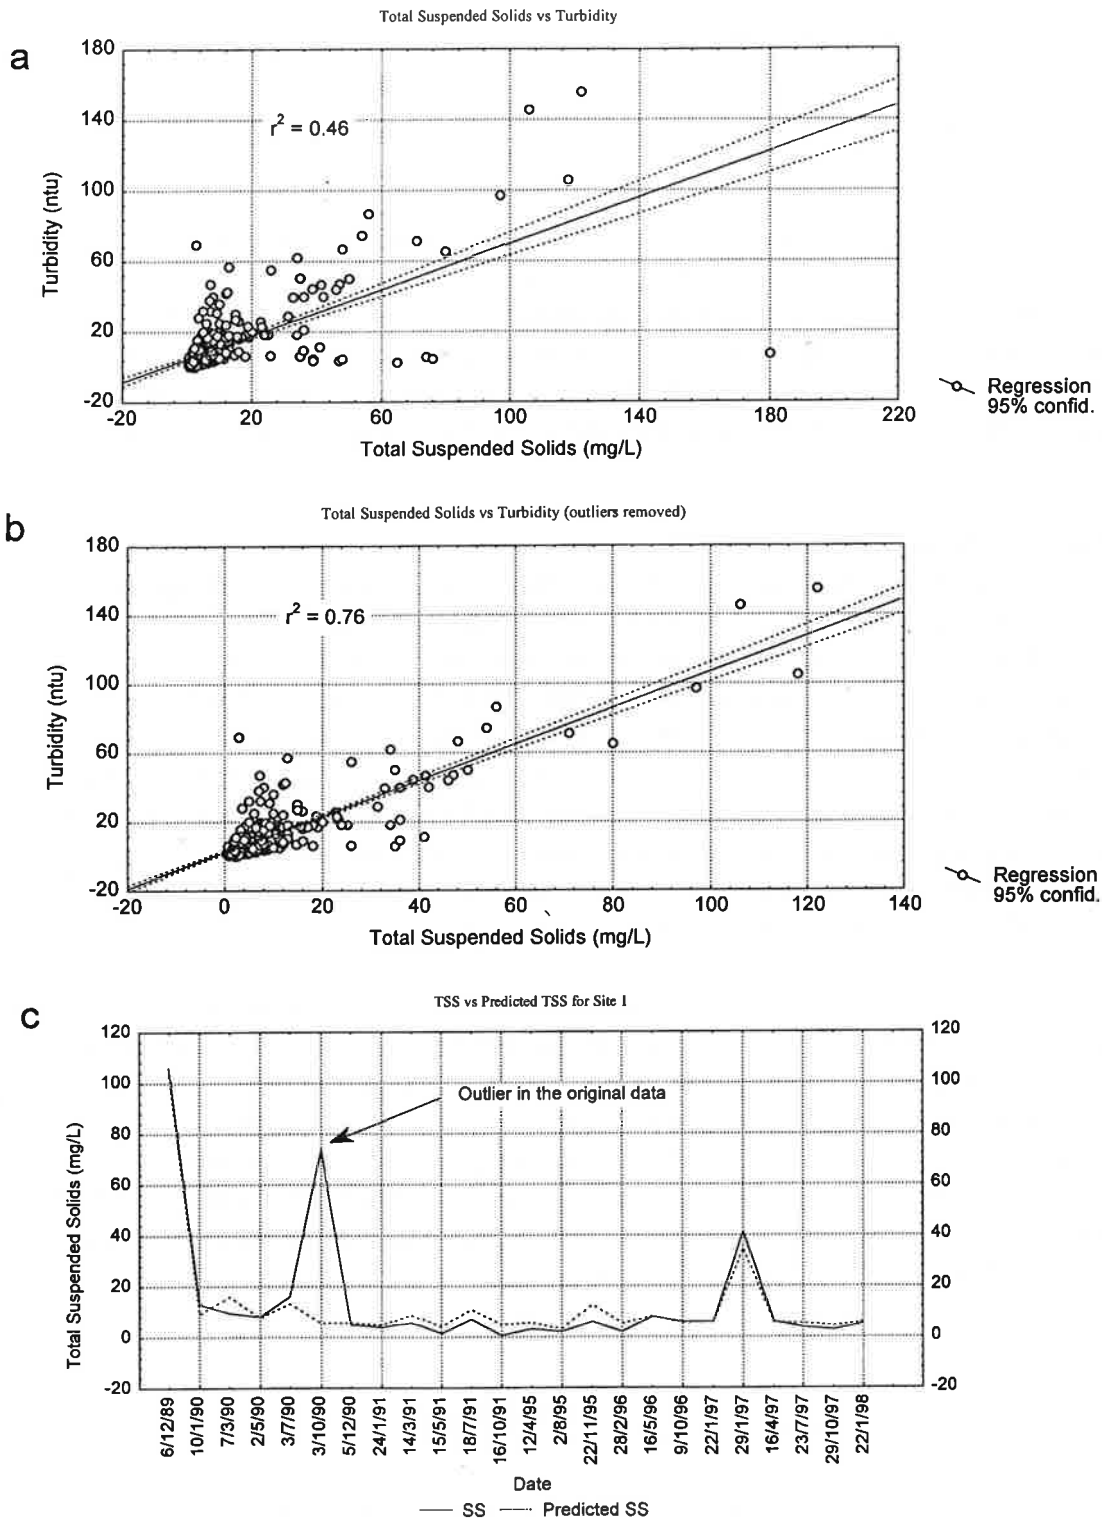 Total Suspended Solids vs Turbidity
a
180
140
100
60
20
-20
Turbidity (ntu)
r² = 0.46
-20 20 60 100 140 180 220
Total Suspended Solids (mg/L)
Regression
95% confid.
Total Suspended Solids vs Turbidity (outliers removed)
b
180
140
100
60
20
-20
Turbidity (ntu)
r² = 0.76
-20 0 20 40 60 80 100 120 140
Total Suspended Solids (mg/L)
Regression
95% confid.
TSS vs Predicted TSS for Site 1
c
120
100
80
60
40
20
0
-20
Total Suspended Solids (mg/L)
Outlier in the original data
120
100
80
60
40
20
0
-20
6/12/89
10/1/90
7/3/90
2/5/90
3/7/90
3/10/90
5/12/90
24/1/91
14/3/91
15/5/91
18/7/91
16/10/91
12/4/95
2/8/95
22/11/95
28/2/96
16/5/96
9/10/96
22/1/97
29/1/97
16/4/97
23/7/97
29/10/97
22/1/98
Date
SS Predicted SS